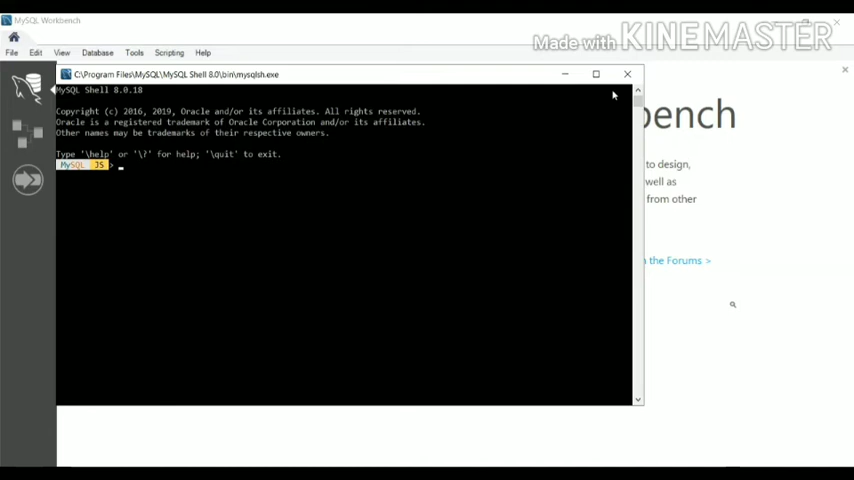 MySQL Workbench
Made with KINEMASTER
File Edit View Database Tools Scripting Help
C:\Program Files\MySQL\MySQL Shell 8.0\bin\mysqlsh.exe
MySQL Shell 8.0.18
Copyright (c) 2016, 2019, Oracle and/or its affiliates. All rights reserved.
Oracle is a registered trademark of Oracle Corporation and/or its affiliates.
Other names may be trademarks of their respective owners.
Type '\help' or '\?' for help; '\quit' to exit.
MySQL JS >
bench
to design,
well as
from other
the Forums >